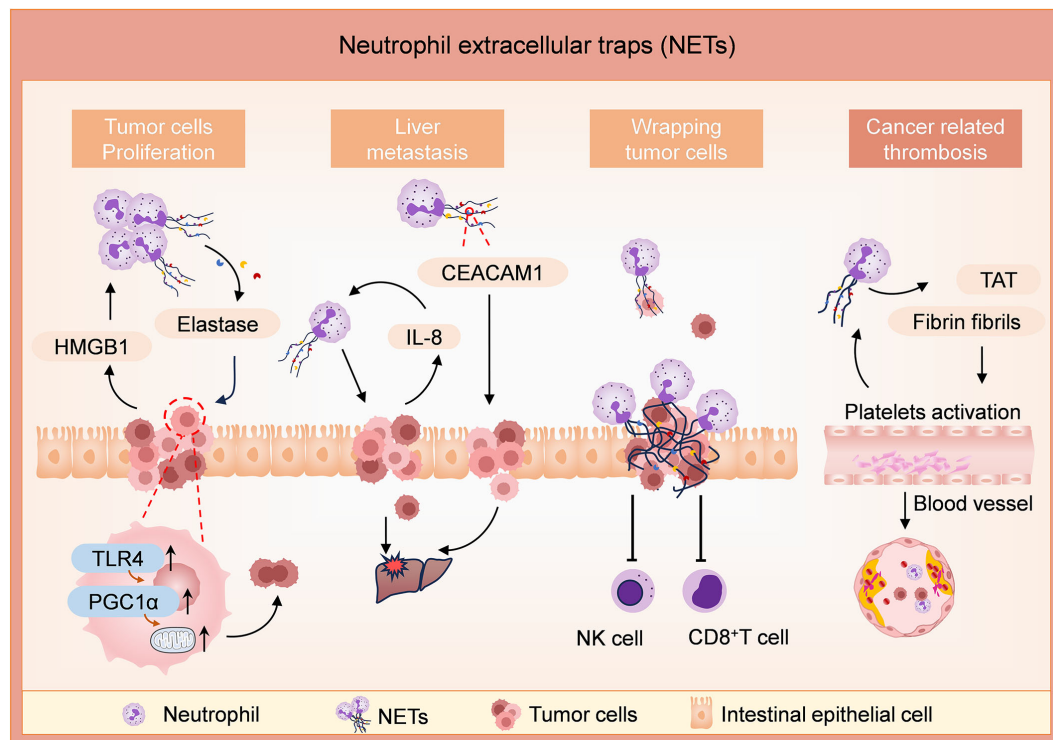 Neutrophil extracellular traps (NETs)
Tumor cells
Proliferation
Liver
metastasis
Wrapping
tumor cells
Cancer related
thrombosis
HMGB1
Elastase
TLR4
PGC1α
CEACAM1
IL-8
NK cell
CD8⁺T cell
TAT
Fibrin fibrils
Platelets activation
Blood vessel
Neutrophil
NETs
Tumor cells
Intestinal epithelial cell